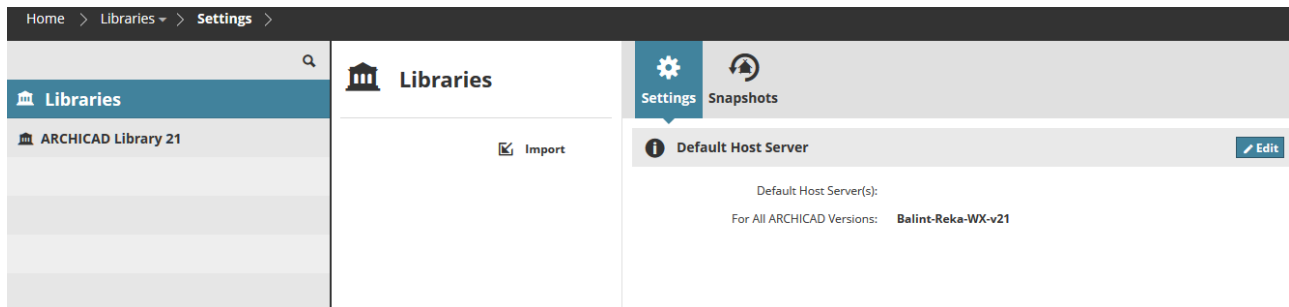 Home > Libraries > Settings >
Libraries
ARCHICAD Library 21
Libraries
Import
Settings
Snapshots
Default Host Server
Edit
Default Host Server(s):
For All ARCHICAD Versions: Balint-Reka-WX-v21